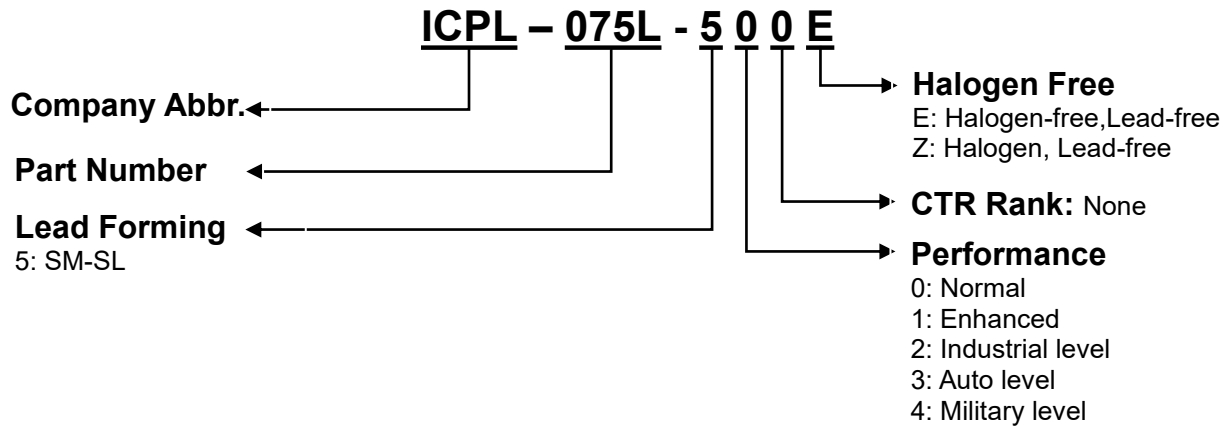 ICPL – 075L - 5 0 0 E
Company Abbr.
Part Number
Lead Forming
5: SM-SL
Halogen Free
E: Halogen-free,Lead-free
Z: Halogen, Lead-free
CTR Rank: None
Performance
0: Normal
1: Enhanced
2: Industrial level
3: Auto level
4: Military level